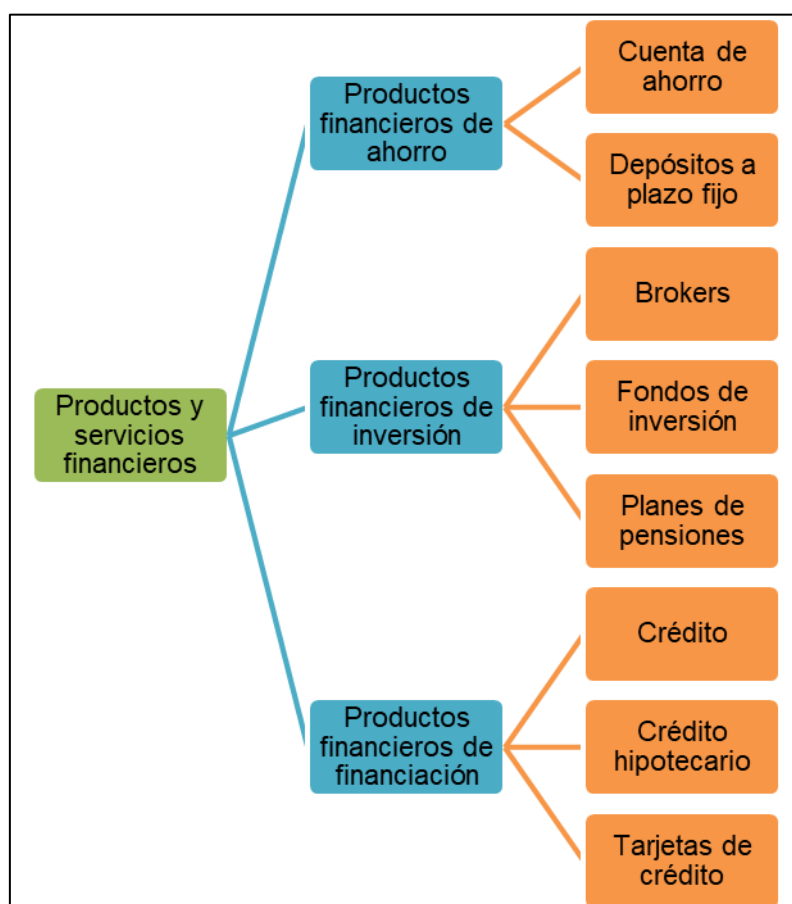 Productos y
servicios
financieros
Productos
financieros de
ahorro
Cuenta de
ahorro
Depósitos a
plazo fijo
Productos
financieros de
inversión
Brokers
Fondos de
inversión
Planes de
pensiones
Productos
financieros de
financiación
Crédito
Crédito
hipotecario
Tarjetas de
crédito